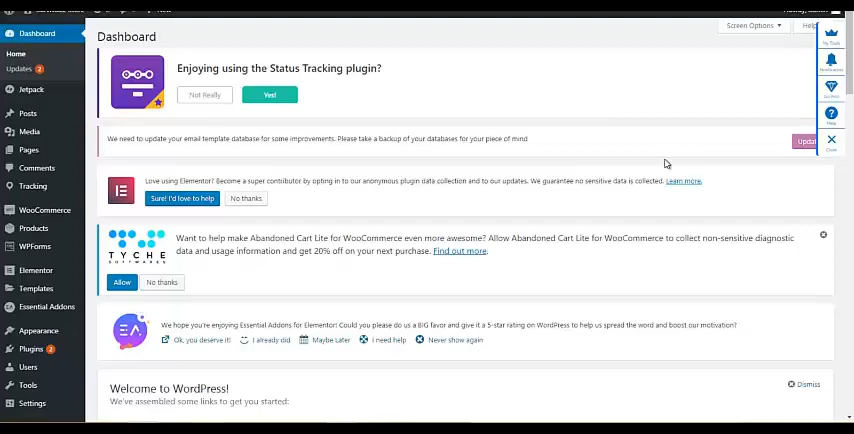 Dashboard
Home
Updates 2
Jetpack
Posts
Media
Pages
Comments
Tracking
WooCommerce
Products
WPForms
Elementor
Templates
Essential Addons
Appearance
Plugins 2
Users
Tools
Settings
Screen Options
Help
Dashboard
Enjoying using the Status Tracking plugin?
Not Really
Yes!
We need to update your email template database for some improvements. Please take a backup of your databases for your piece of mind
Love using Elementor? Become a super contributor by opting in to our anonymous plugin data collection and to our updates. We guarantee no sensitive data is collected. Learn more.
Sure! I'd love to help
No thanks
TYCHE
SOFTWARES
Want to help make Abandoned Cart Lite for WooCommerce even more awesome? Allow Abandoned Cart Lite for WooCommerce to collect non-sensitive diagnostic
data and usage information and get 20% off on your next purchase. Find out more.
Allow
No thanks
EA
We hope you're enjoying Essential Addons for Elementor! Could you please do us a BIG favor and give it a 5-star rating on WordPress to help us spread the word and boost our motivation?
Ok, you deserve it!
I already did
Maybe Later
I need help
Never show again
Welcome to WordPress!
We've assembled some links to get you started:
Dismiss
My Tools
Notifications
Help
Close